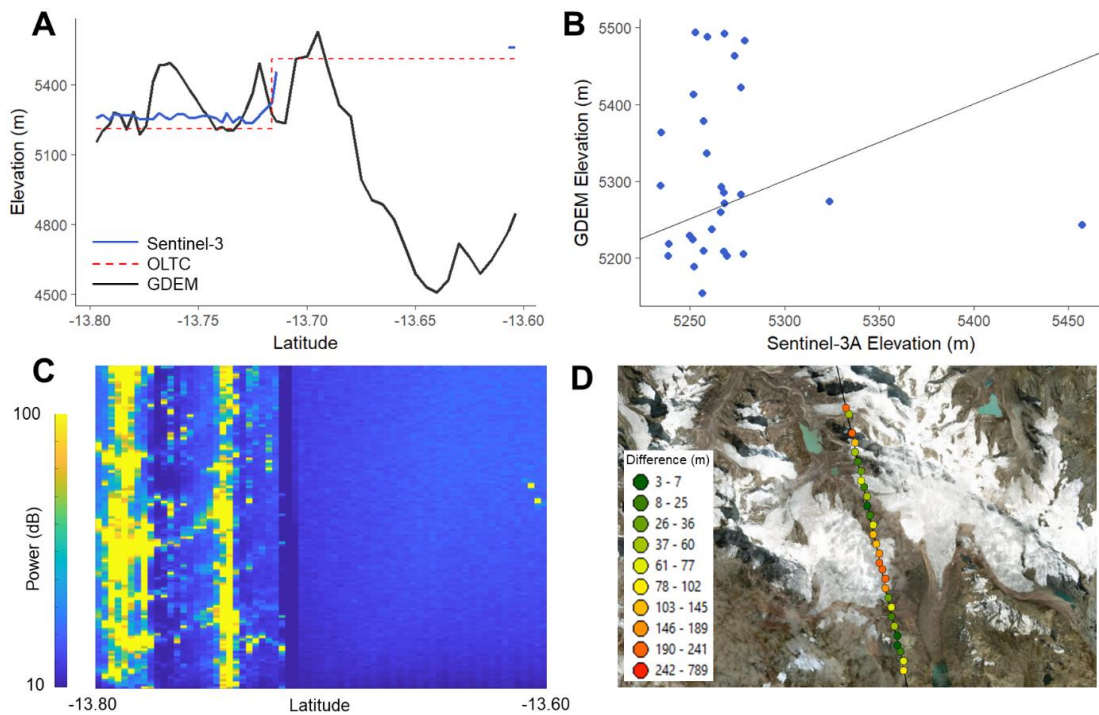 A
Elevation (m)
5400
5100
4800
4500
Sentinel-3
OLTC
GDEM
-13.80
-13.75
-13.70
-13.65
-13.60
Latitude
B
GDEM Elevation (m)
5500
5400
5300
5200
5250
5300
5350
5400
5450
Sentinel-3A Elevation (m)
C
100
Power (dB)
10
-13.80
Latitude
-13.60
D
Difference (m)
3 - 7
8 - 25
26 - 36
37 - 60
61 - 77
78 - 102
103 - 145
146 - 189
190 - 241
242 - 789